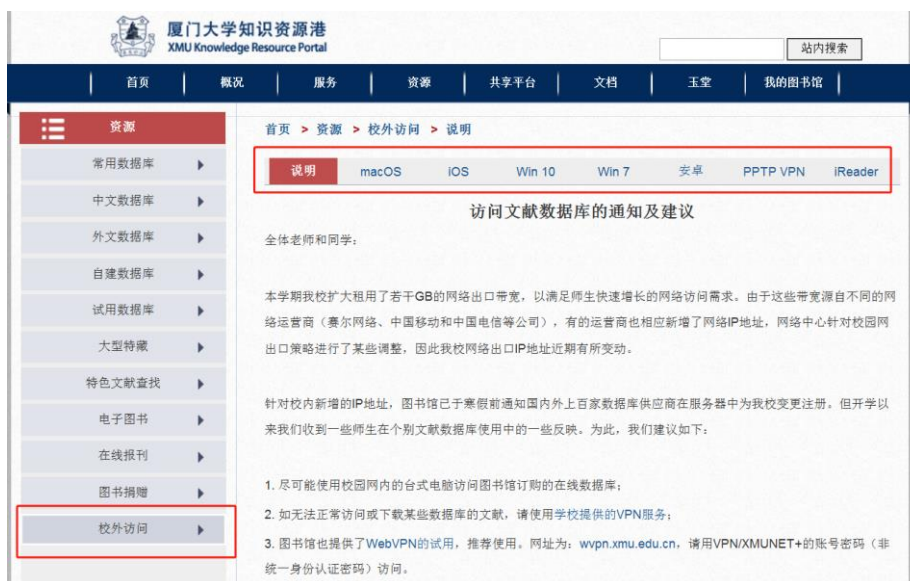 厦门大学知识资源港
XMU Knowledge Resource Portal
站内搜索
首页 概况 服务 资源 共享平台 文档 玉堂 我的图书馆
资源
常用数据库
中文数据库
外文数据库
自建数据库
试用数据库
大型特藏
特色文献查找
电子图书
在线报刊
图书捐赠
校外访问
首页 > 资源 > 校外访问 > 说明
说明 macOS iOS Win 10 Win 7 安卓 PPTP VPN iReader
访问文献数据库的通知及建议
全体老师和同学：
本学期我校扩大租用了若干GB的网络出口带宽，以满足师生快速增长的网络访问需求。由于这些带宽源自不同的网
络运营商（赛尔网络、中国移动和中国电信等公司），有的运营商也相应新增了网络IP地址，网络中心针对校园网
出口策略进行了某些调整，因此我校网络出口IP地址近期有所变动。
针对校内新增的IP地址，图书馆已于寒假前通知国内外上百家数据库供应商在服务器中为我校变更注册。但开学以
来我们收到一些师生在个别文献数据库使用中的一些反映。为此，我们建议如下：
1. 尽可能使用校园网内的台式电脑访问图书馆订购的在线数据库；
2. 如无法正常访问或下载某些数据库的文献，请使用学校提供的VPN服务；
3. 图书馆也提供了WebVPN的试用，推荐使用。网址为：wvpn.xmu.edu.cn，请用VPN/XMUNET+的账号密码（非
统一身份认证密码）访问。